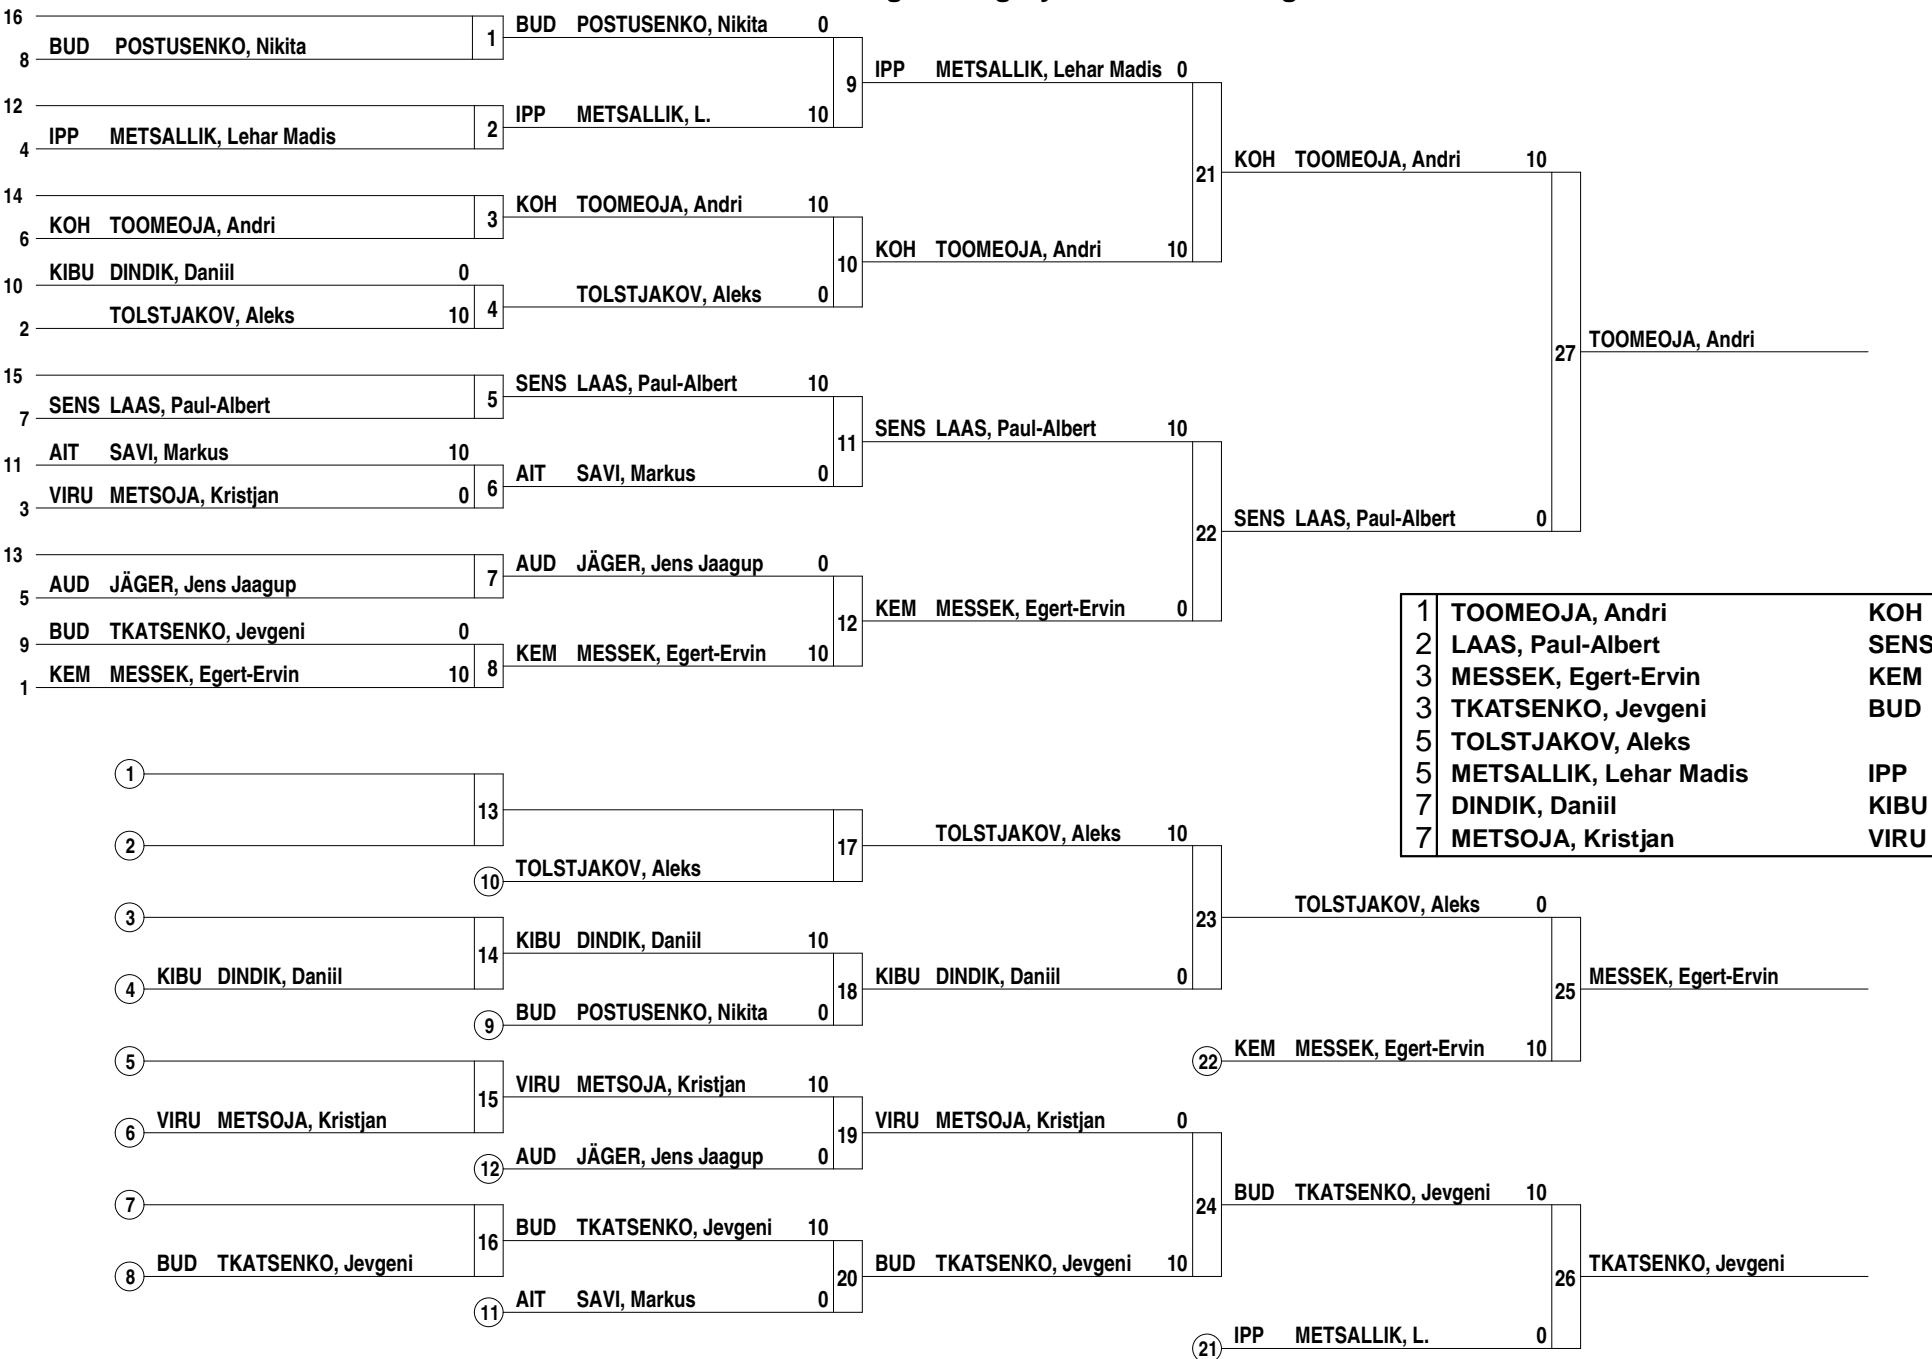 16
BUD POSTUSENKO, Nikita
8
1
12
IPP METSALLIK, Lehar Madis
4
2
14
KOH TOOMEOJA, Andri
6
3
KIBU DINDIK, Daniil 0
10
TOLSTJAKOV, Aleks 10
2
4
15
SENS LAAS, Paul-Albert
7
5
AIT SAVI, Markus 10
11
VIRU METSOJA, Kristjan 0
3
6
13
AUD JÄGER, Jens Jaagup
5
7
BUD TKATSENKO, Jevgeni 0
9
KEM MESSEK, Egert-Ervin 10
1
8
BUD POSTUSENKO, Nikita 0
IPP METSALLIK, L. 10
9
KOH TOOMEOJA, Andri 10
TOLSTJAKOV, Aleks 0
10
SENS LAAS, Paul-Albert 10
AIT SAVI, Markus 0
11
AUD JÄGER, Jens Jaagup 0
KEM MESSEK, Egert-Ervin 10
12
IPP METSALLIK, Lehar Madis 0
KOH TOOMEOJA, Andri 10
21
SENS LAAS, Paul-Albert 10
KEM MESSEK, Egert-Ervin 0
22
KOH TOOMEOJA, Andri 10
SENS LAAS, Paul-Albert 0
27
TOOMEOJA, Andri
1 TOOMEOJA, Andri KOH
2 LAAS, Paul-Albert SENS
3 MESSEK, Egert-Ervin KEM
3 TKATSENKO, Jevgeni BUD
5 TOLSTJAKOV, Aleks
5 METSALLIK, Lehar Madis IPP
7 DINDIK, Daniil KIBU
7 METSOJA, Kristjan VIRU
1
2
13
3
4 KIBU DINDIK, Daniil
14
5
6 VIRU METSOJA, Kristjan
15
7
8 BUD TKATSENKO, Jevgeni
16
10 TOLSTJAKOV, Aleks
17
KIBU DINDIK, Daniil 10
9 BUD POSTUSENKO, Nikita 0
18
VIRU METSOJA, Kristjan 10
12 AUD JÄGER, Jens Jaagup 0
19
BUD TKATSENKO, Jevgeni 10
11 AIT SAVI, Markus 0
20
TOLSTJAKOV, Aleks 10
KIBU DINDIK, Daniil 0
23
VIRU METSOJA, Kristjan 0
BUD TKATSENKO, Jevgeni 10
24
TOLSTJAKOV, Aleks 0
22 KEM MESSEK, Egert-Ervin 10
25
MESSEK, Egert-Ervin
BUD TKATSENKO, Jevgeni 10
21 IPP METSALLIK, L. 0
26
TKATSENKO, Jevgeni